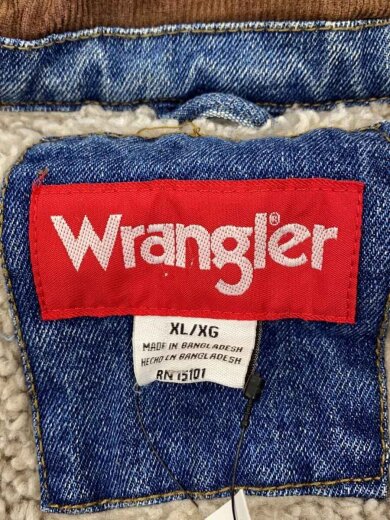 Wrangler®
XL/XG
MADE IN BANGLADESH
HECHO EN BANGLADESH
RN 15101